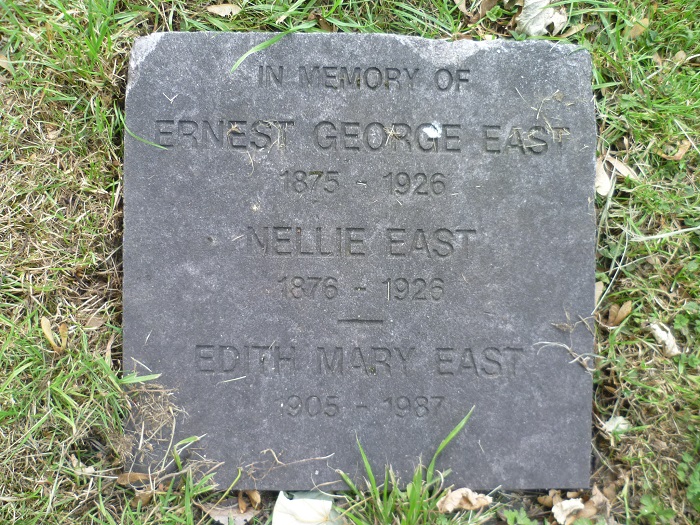 IN MEMORY OF
ERNEST GEORGE EAST
1875 - 1926
NELLIE EAST
1876 - 1926
EDITH MARY EAST
1905 - 1987